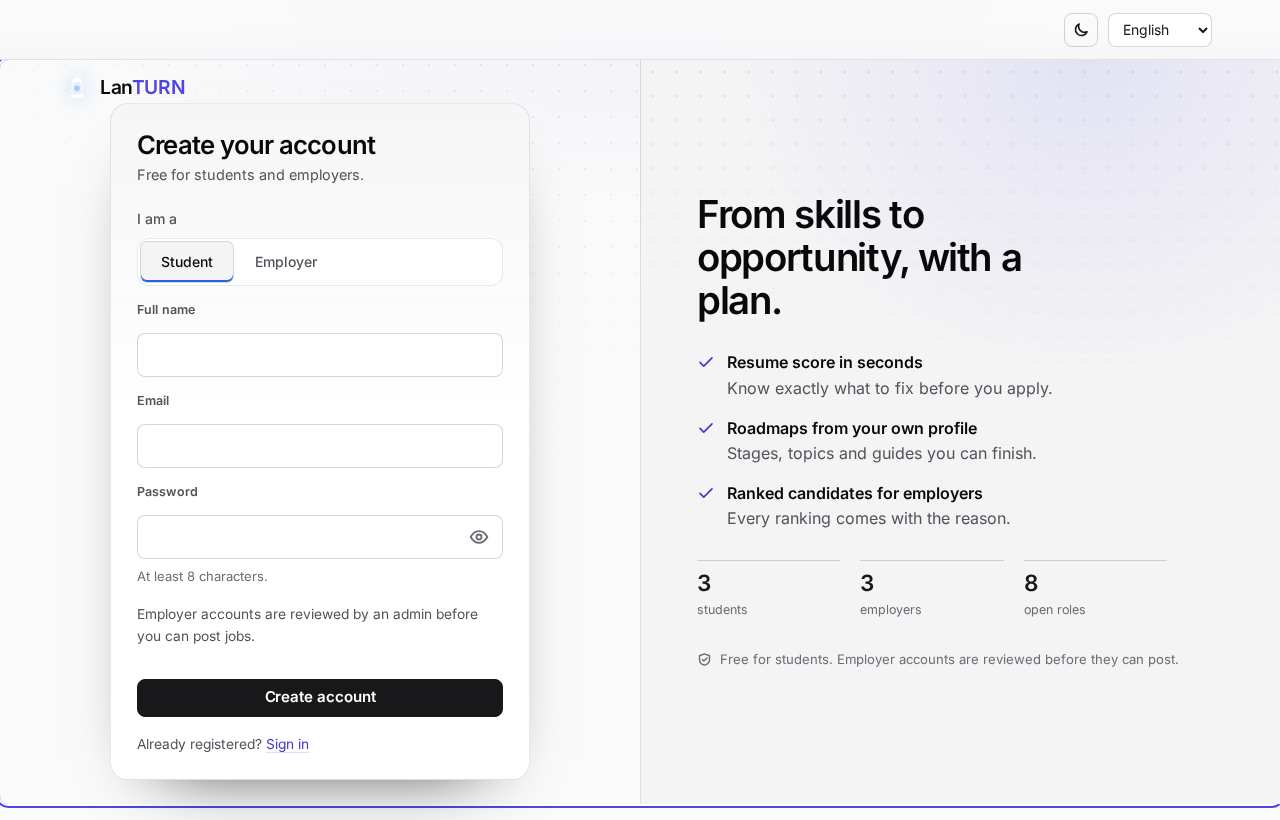 English
LanTURN
Create your account
Free for students and employers.
I am a
Student
Employer
Full name
Email
Password
At least 8 characters.
Employer accounts are reviewed by an admin before
you can post jobs.
Create account
Already registered? Sign in
From skills to
opportunity, with a
plan.
Resume score in seconds
Know exactly what to fix before you apply.
Roadmaps from your own profile
Stages, topics and guides you can finish.
Ranked candidates for employers
Every ranking comes with the reason.
3
students
3
employers
8
open roles
Free for students. Employer accounts are reviewed before they can post.